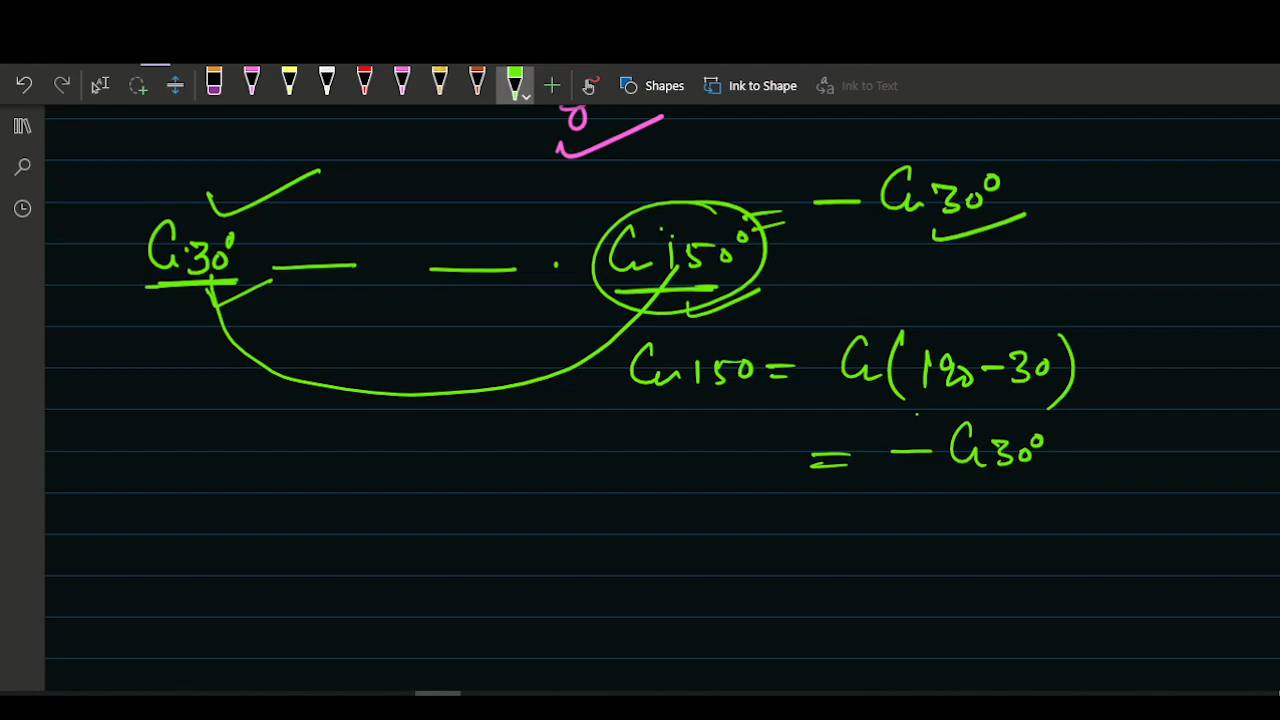 Shapes Ink to Shape Ink to Text
Cos 30° — — . Cos 150° = - Cos 30°
Cos 150 = Cos (180 - 30)
= - Cos 30°